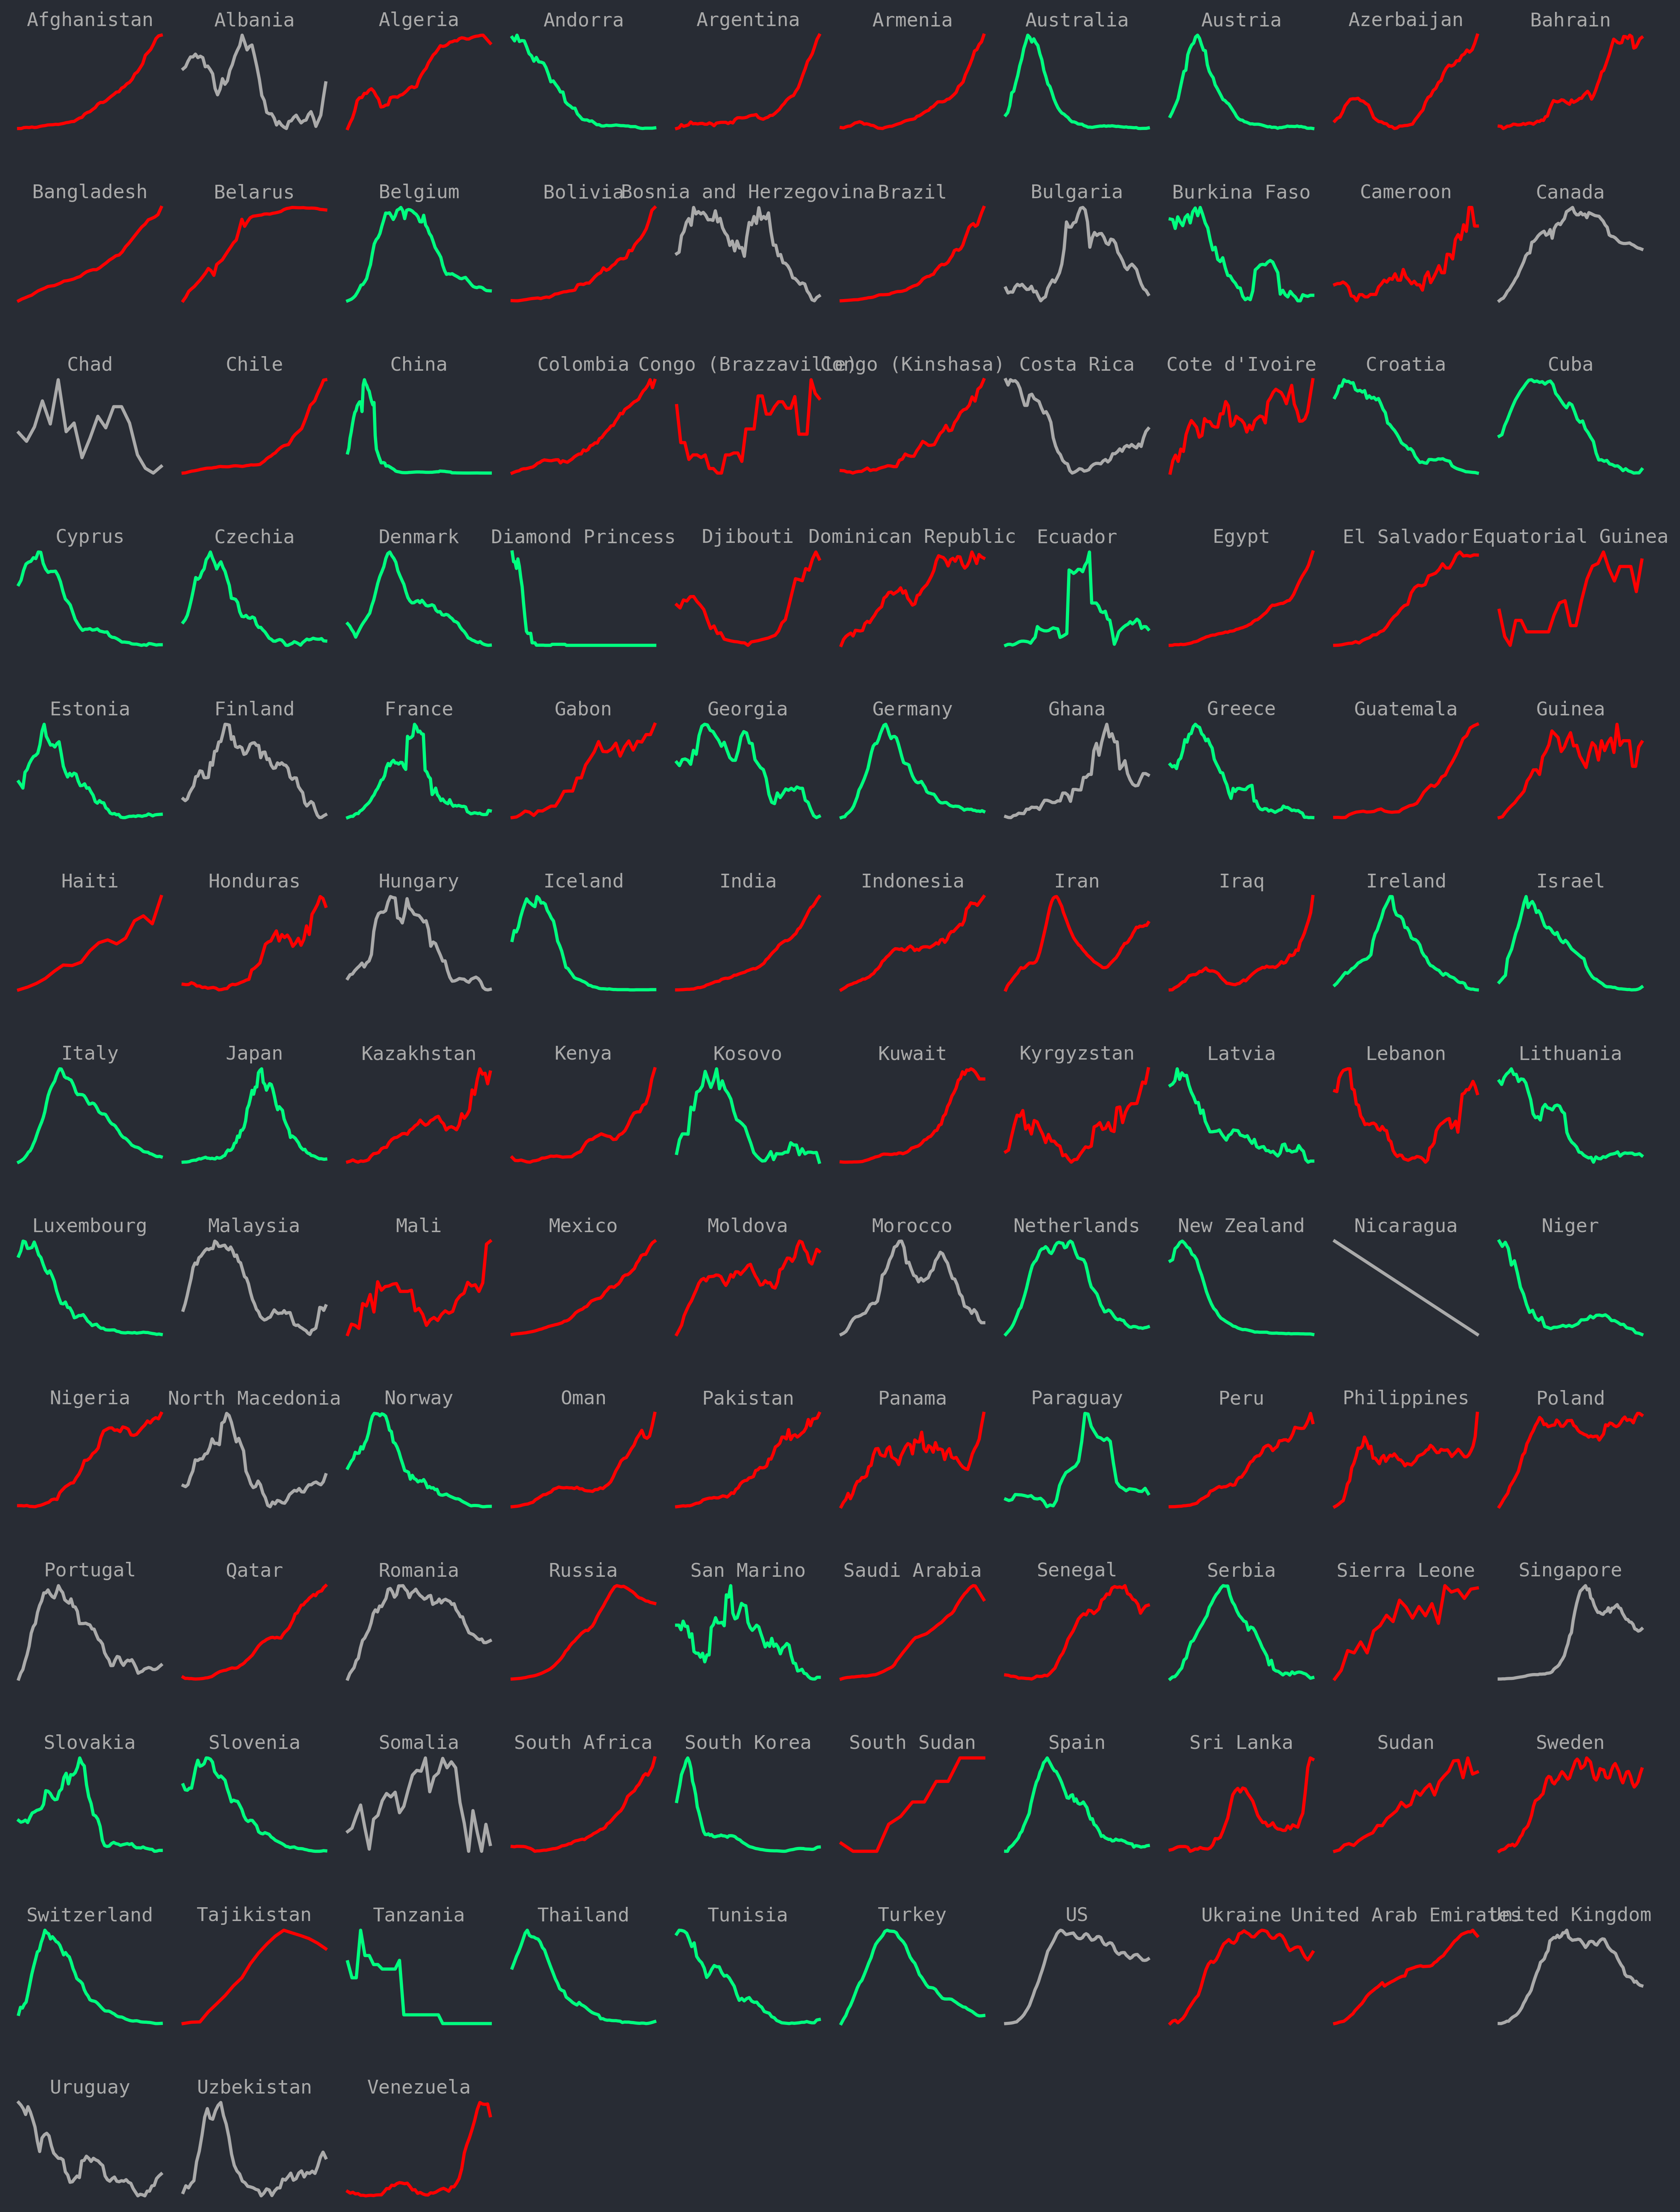 Afghanistan Albania Algeria Andorra Argentina Armenia Australia Austria Azerbaijan Bahrain
Bangladesh Belarus Belgium Bolivia Bosnia and Herzegovina Brazil Bulgaria Burkina Faso Cameroon Canada
Chad Chile China Colombia Congo (Brazzaville) Congo (Kinshasa) Costa Rica Cote d'Ivoire Croatia Cuba
Cyprus Czechia Denmark Diamond Princess Djibouti Dominican Republic Ecuador Egypt El Salvador Equatorial Guinea
Estonia Finland France Gabon Georgia Germany Ghana Greece Guatemala Guinea
Haiti Honduras Hungary Iceland India Indonesia Iran Iraq Ireland Israel
Italy Japan Kazakhstan Kenya Kosovo Kuwait Kyrgyzstan Latvia Lebanon Lithuania
Luxembourg Malaysia Mali Mexico Moldova Morocco Netherlands New Zealand Nicaragua Niger
Nigeria North Macedonia Norway Oman Pakistan Panama Paraguay Peru Philippines Poland
Portugal Qatar Romania Russia San Marino Saudi Arabia Senegal Serbia Sierra Leone Singapore
Slovakia Slovenia Somalia South Africa South Korea South Sudan Spain Sri Lanka Sudan Sweden
Switzerland Tajikistan Tanzania Thailand Tunisia Turkey US Ukraine United Arab Emirates United Kingdom
Uruguay Uzbekistan Venezuela